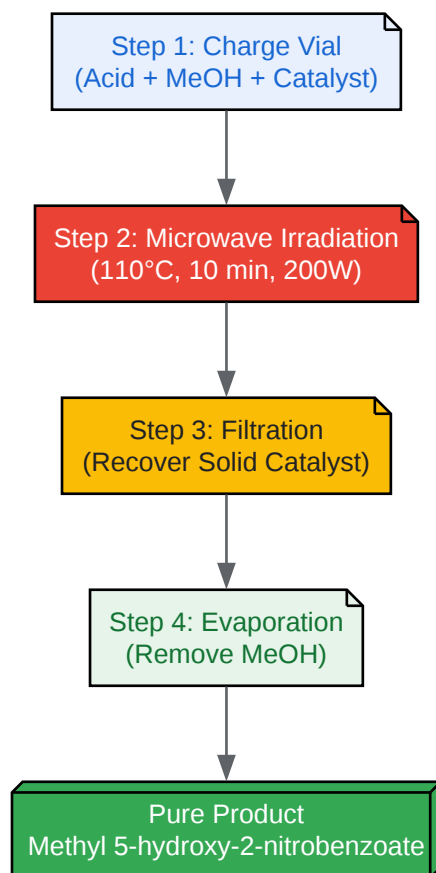 Step 1: Charge Vial
(Acid + MeOH + Catalyst)
Step 2: Microwave Irradiation
(110°C, 10 min, 200W)
Step 3: Filtration
(Recover Solid Catalyst)
Step 4: Evaporation
(Remove MeOH)
Pure Product
Methyl 5-hydroxy-2-nitrobenzoate